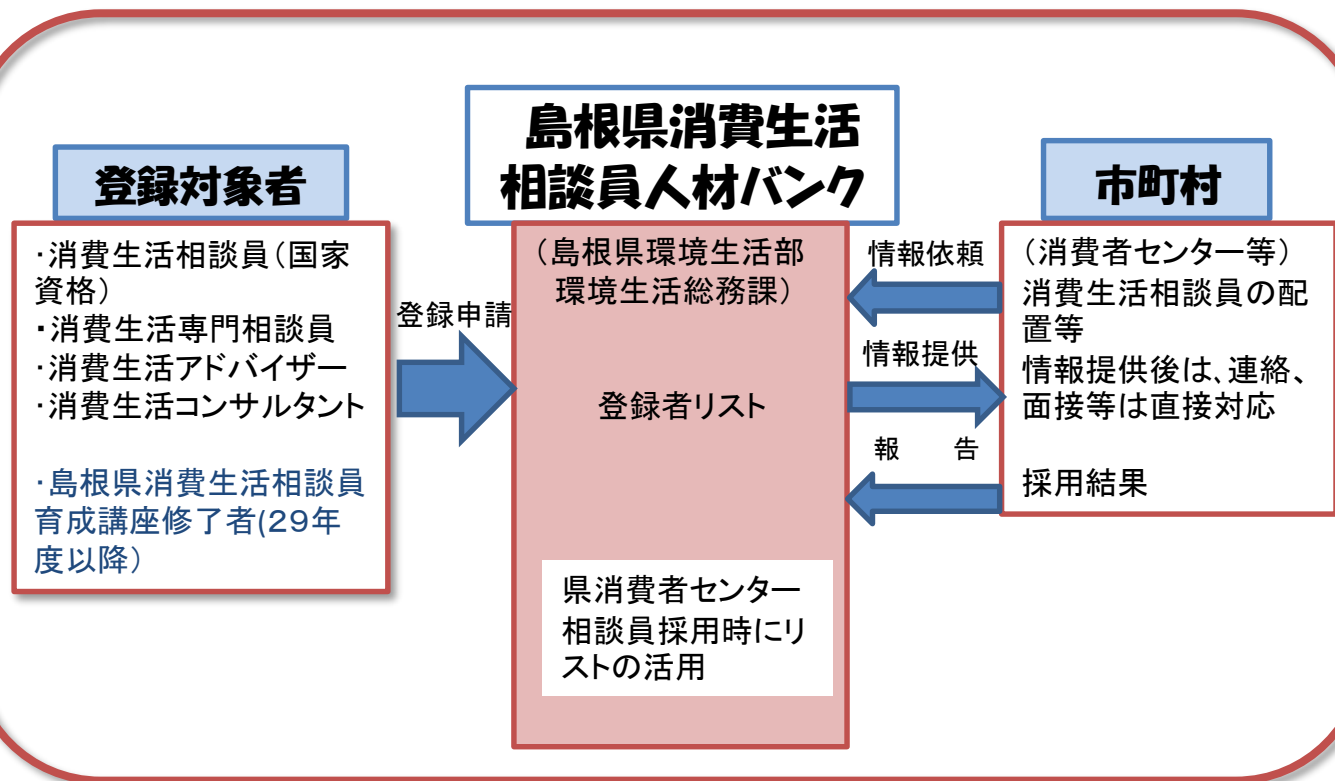 登録対象者
・消費生活相談員(国家
資格)
・消費生活専門相談員
・消費生活アドバイザー
・消費生活コンサルタント
・島根県消費生活相談員
育成講座修了者(29年
度以降)
登録申請
島根県消費生活
相談員人材バンク
(島根県環境生活部
環境生活総務課)
登録者リスト
県消費者センター
相談員採用時にリ
ストの活用
情報依頼
情報提供
報 告
市町村
(消費者センター等)
消費生活相談員の配
置等
情報提供後は、連絡、
面接等は直接対応
採用結果